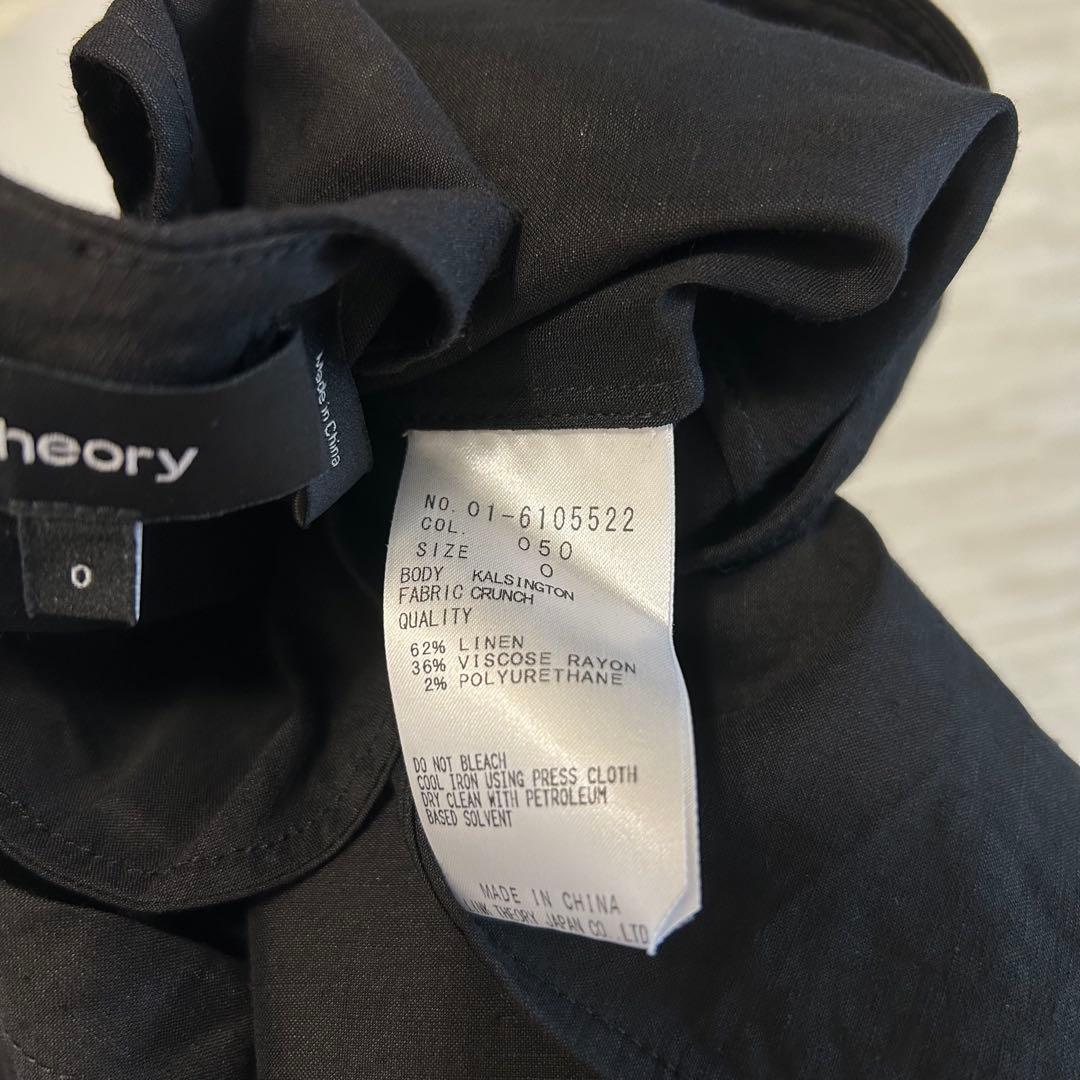 heory
Made in China
0
NO. 01-6105522
COL. 050
SIZE 0
BODY KALSINGTON
FABRIC CRUNCH
QUALITY
62% LINEN
36% VISCOSE RAYON
2% POLYURETHANE
DO NOT BLEACH
COOL IRON USING PRESS CLOTH
DRY CLEAN WITH PETROLEUM
BASED SOLVENT
MADE IN CHINA
LINK THEORY JAPAN CO.,LTD